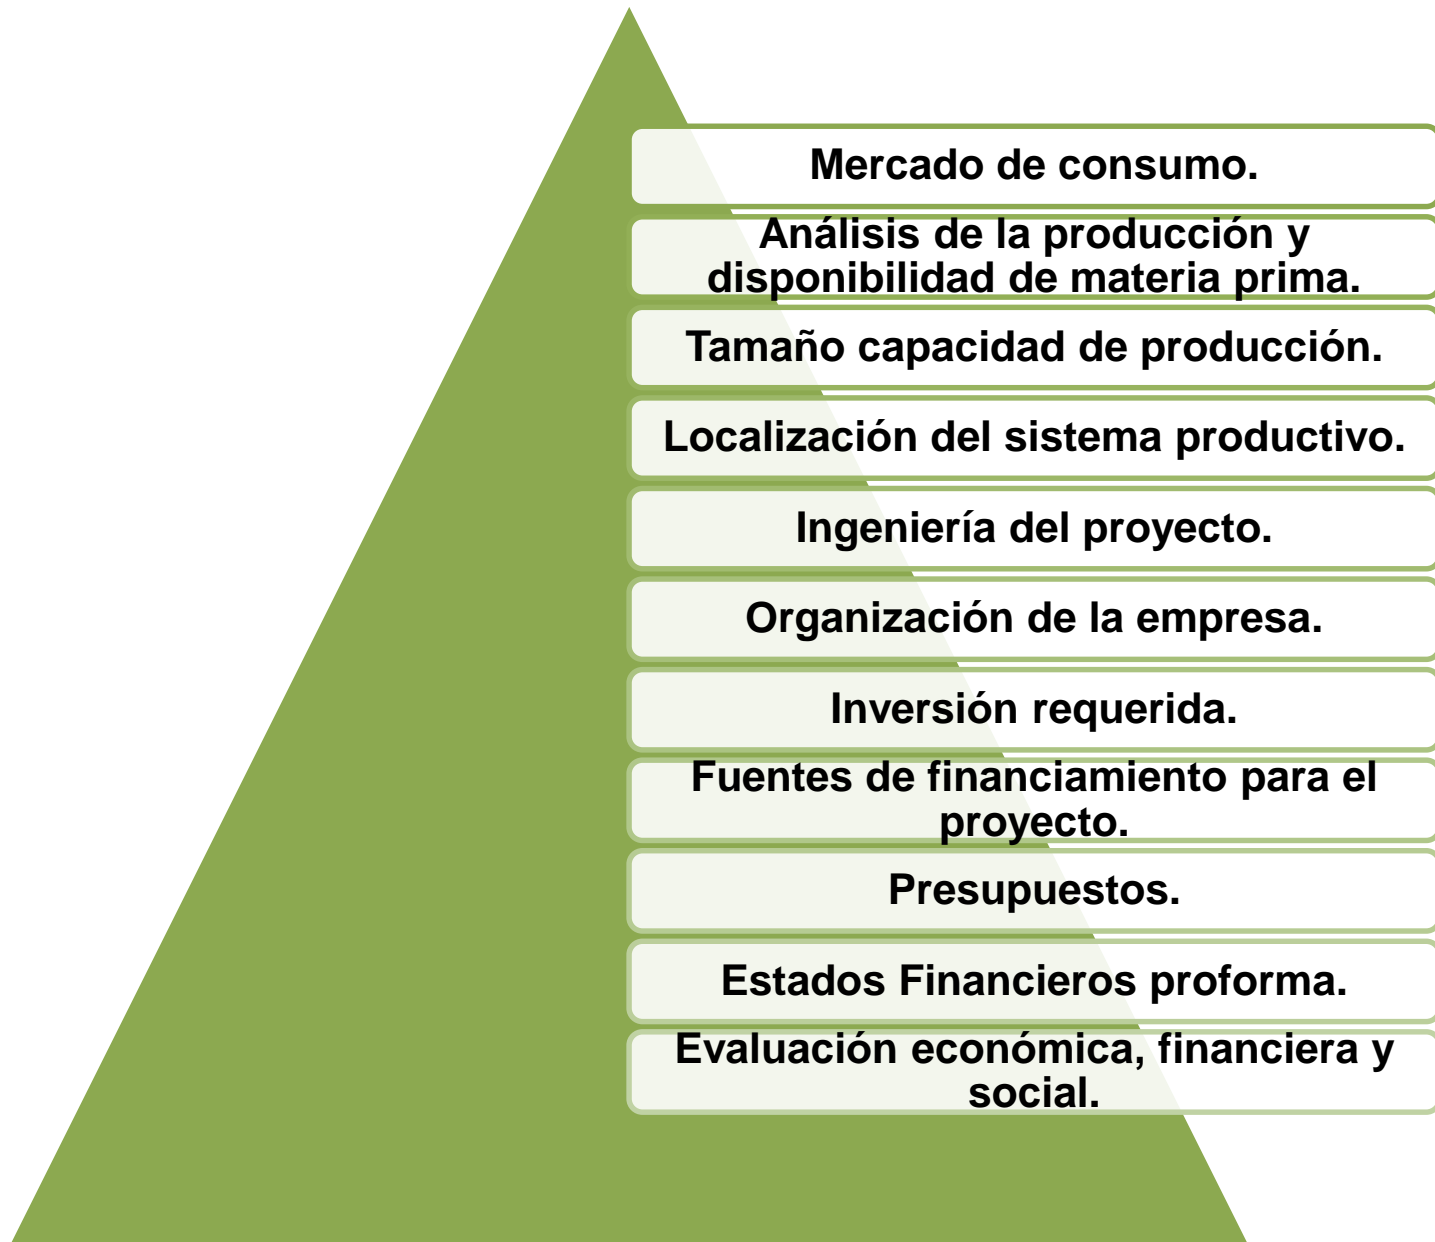 Mercado de consumo.
Análisis de la producción y
disponibilidad de materia prima.
Tamaño capacidad de producción.
Localización del sistema productivo.
Ingeniería del proyecto.
Organización de la empresa.
Inversión requerida.
Fuentes de financiamiento para el
proyecto.
Presupuestos.
Estados Financieros proforma.
Evaluación económica, financiera y
social.